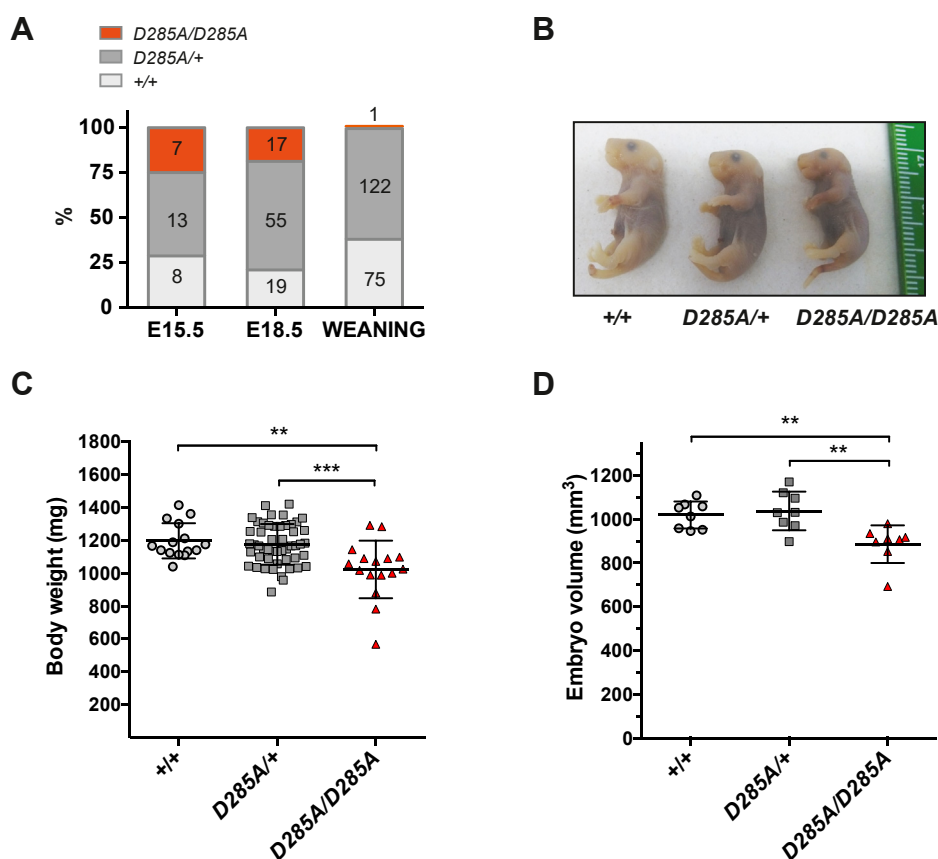 A
D285A/D285A
D285A/+
+/+
100
75
50
25
0
%
7
13
8
17
55
19
1
122
75
E15.5 E18.5 WEANING
B
+/+ D285A/+ D285A/D285A
C
Body weight (mg)
1800
1600
1400
1200
1000
800
600
400
200
**
***
+/+
D285A/+
D285A/D285A
D
Embryo volume (mm³)
1200
1000
800
600
400
200
0
**
**
+/+
D285A/+
D285A/D285A